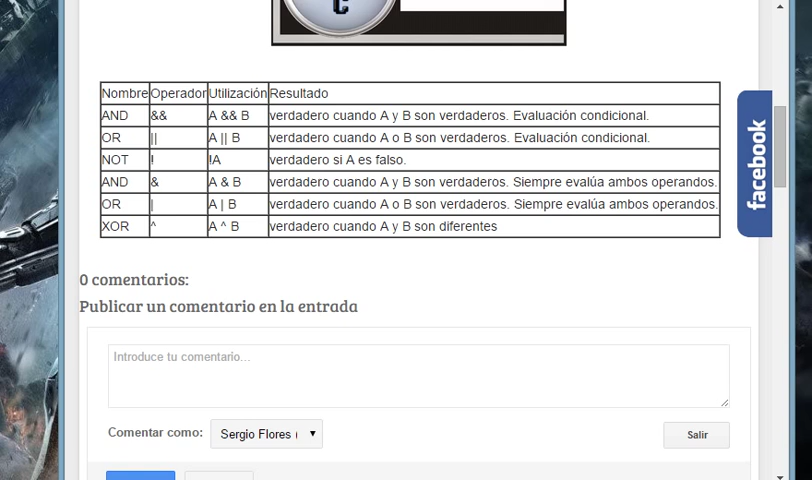 C
Nombre Operador Utilización Resultado
AND && A && B verdadero cuando A y B son verdaderos. Evaluación condicional.
OR || A || B verdadero cuando A o B son verdaderos. Evaluación condicional.
NOT ! !A verdadero si A es falso.
AND & A & B verdadero cuando A y B son verdaderos. Siempre evalúa ambos operandos.
OR | A | B verdadero cuando A o B son verdaderos. Siempre evalúa ambos operandos.
XOR ^ A ^ B verdadero cuando A y B son diferentes
facebook
0 comentarios:
Publicar un comentario en la entrada
Introduce tu comentario...
Comentar como: Sergio Flores ( Salir